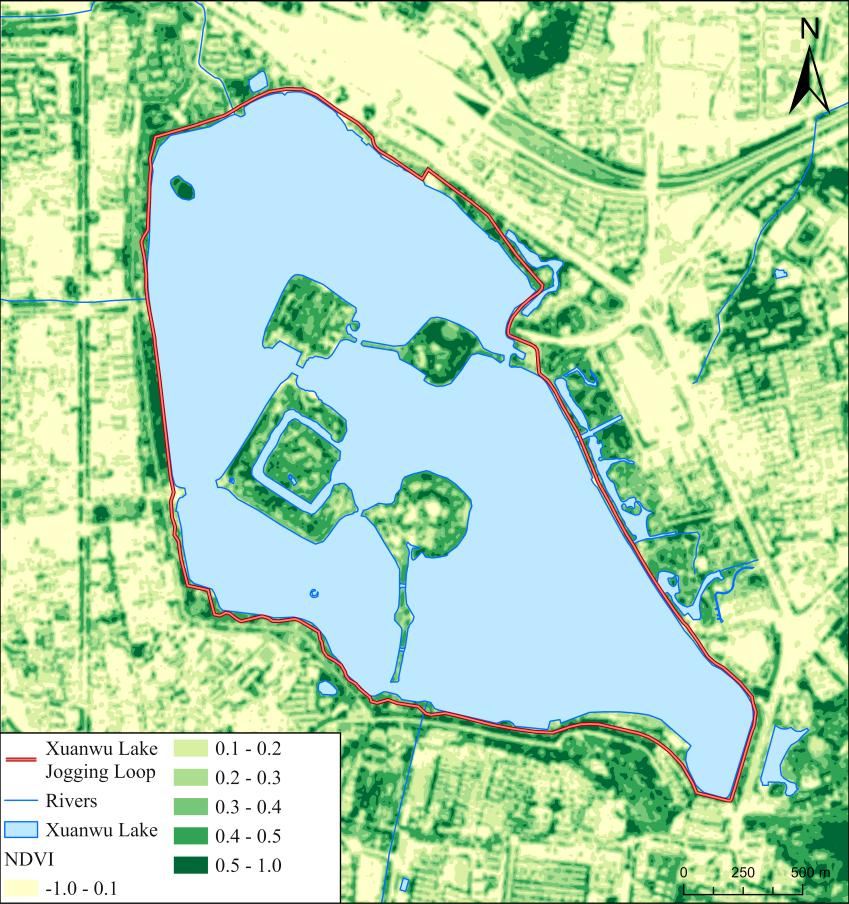 N
Xuanwu Lake
Jogging Loop
Rivers
Xuanwu Lake
NDVI
-1.0 - 0.1
0.1 - 0.2
0.2 - 0.3
0.3 - 0.4
0.4 - 0.5
0.5 - 1.0
0 250 500 m